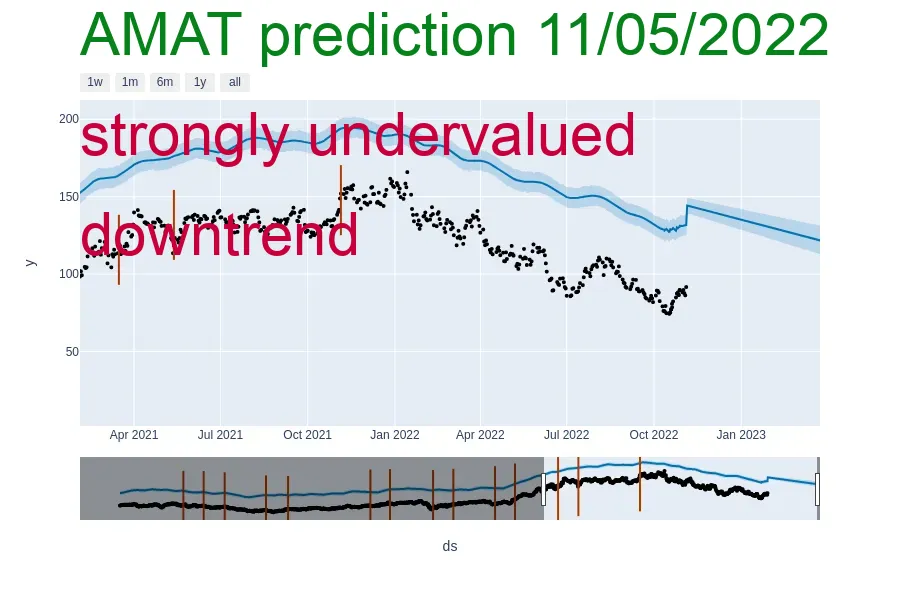 AMAT prediction 11/05/2022
1w 1m 6m 1y all
200
strongly undervalued
150
downtrend
y
100
50
Apr 2021 Jul 2021 Oct 2021 Jan 2022 Apr 2022 Jul 2022 Oct 2022 Jan 2023
ds